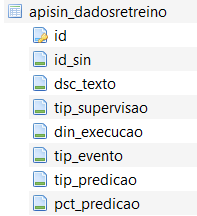 apisin_dadosretreino
id
id_sin
dsc_texto
tip_supervisao
din_execucao
tip_evento
tip_predicao
pct_predicao